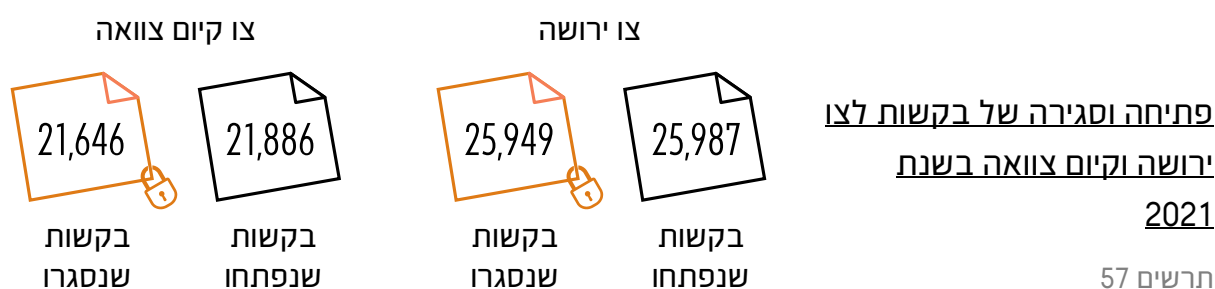 פתיחה וסגירה של בקשות לצו
ירושה וקיום צוואה בשנת
2021
תרשים 57
צו ירושה
25,987
בקשות
שנפתחו
25,949
בקשות
שנסגרו
צו קיום צוואה
21,886
בקשות
שנפתחו
21,646
בקשות
שנסגרו